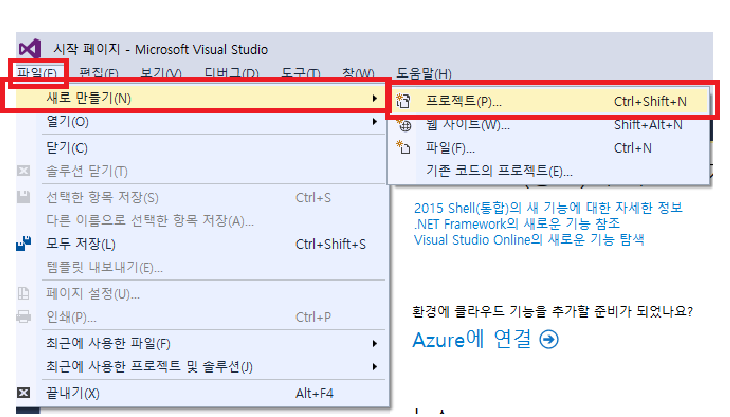 시작 페이지 - Microsoft Visual Studio
파일(F) 편집(E) 보기(V) 디버그(D) 도구(T) 창(W) 도움말(H)
새로 만들기(N)
프로젝트(P)... Ctrl+Shift+N
열기(O)
웹 사이트(W)... Shift+Alt+N
닫기(C)
파일(F)... Ctrl+N
솔루션 닫기(T)
기존 코드의 프로젝트(E)...
선택한 항목 저장(S) Ctrl+S
2015 Shell(통합)의 새 기능에 대한 자세한 정보
다른 이름으로 선택한 항목 저장(A)...
.NET Framework의 새로운 기능 참조
모두 저장(L) Ctrl+Shift+S
Visual Studio Online의 새로운 기능 탐색
템플릿 내보내기(E)...
페이지 설정(U)...
인쇄(P)... Ctrl+P
환경에 클라우드 기능을 추가할 준비가 되었나요?
최근에 사용한 파일(F)
Azure에 연결
최근에 사용한 프로젝트 및 솔루션(J)
끝내기(X) Alt+F4